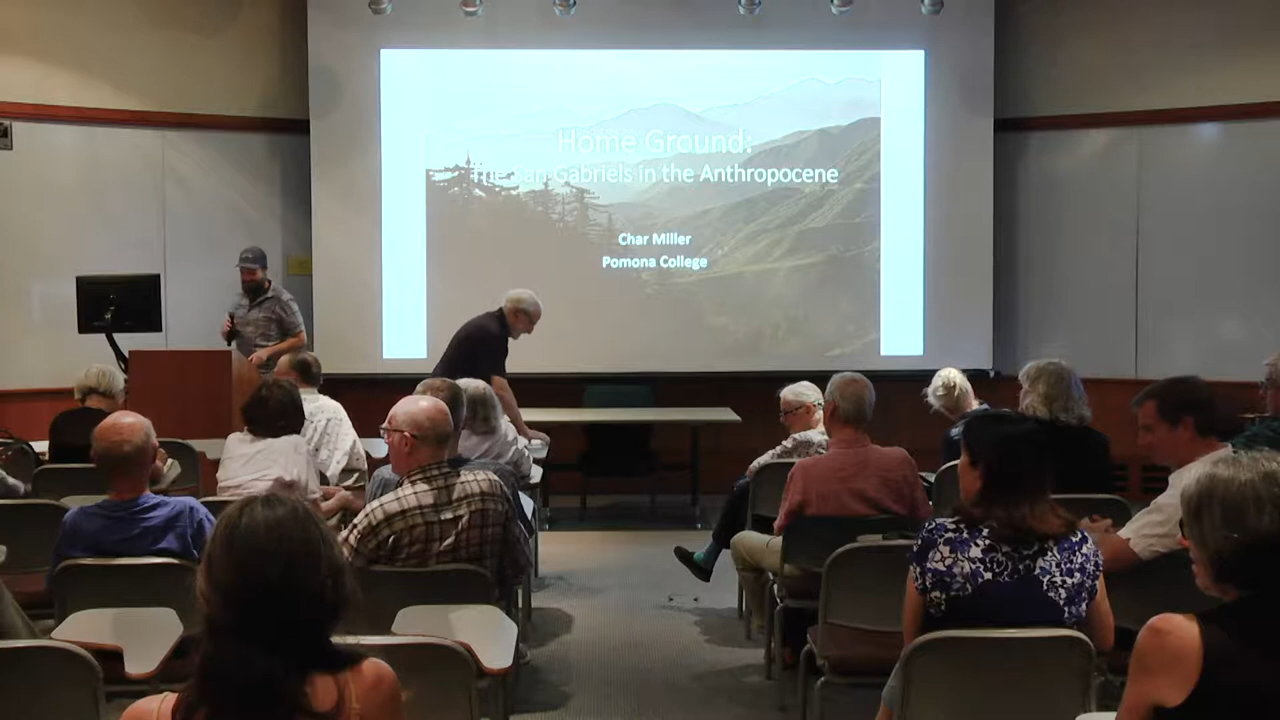 Home Ground:
The San Gabriels in the Anthropocene
Char Miller
Pomona College